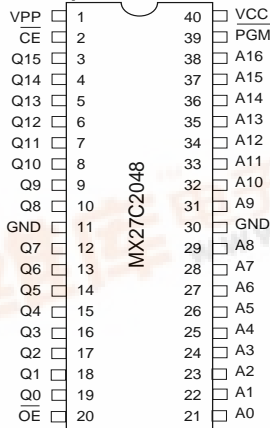 VPP 1 40 VCC
CE 2 39 PGM
Q15 3 38 A16
Q14 4 37 A15
Q13 5 36 A14
Q12 6 35 A13
Q11 7 34 A12
Q10 8 33 A11
Q9 9 32 A10
Q8 10 31 A9
GND 11 30 GND
Q7 12 29 A8
Q6 13 28 A7
Q5 14 27 A6
Q4 15 26 A5
Q3 16 25 A4
Q2 17 24 A3
Q1 18 23 A2
Q0 19 22 A1
OE 20 21 A0
MX27C2048